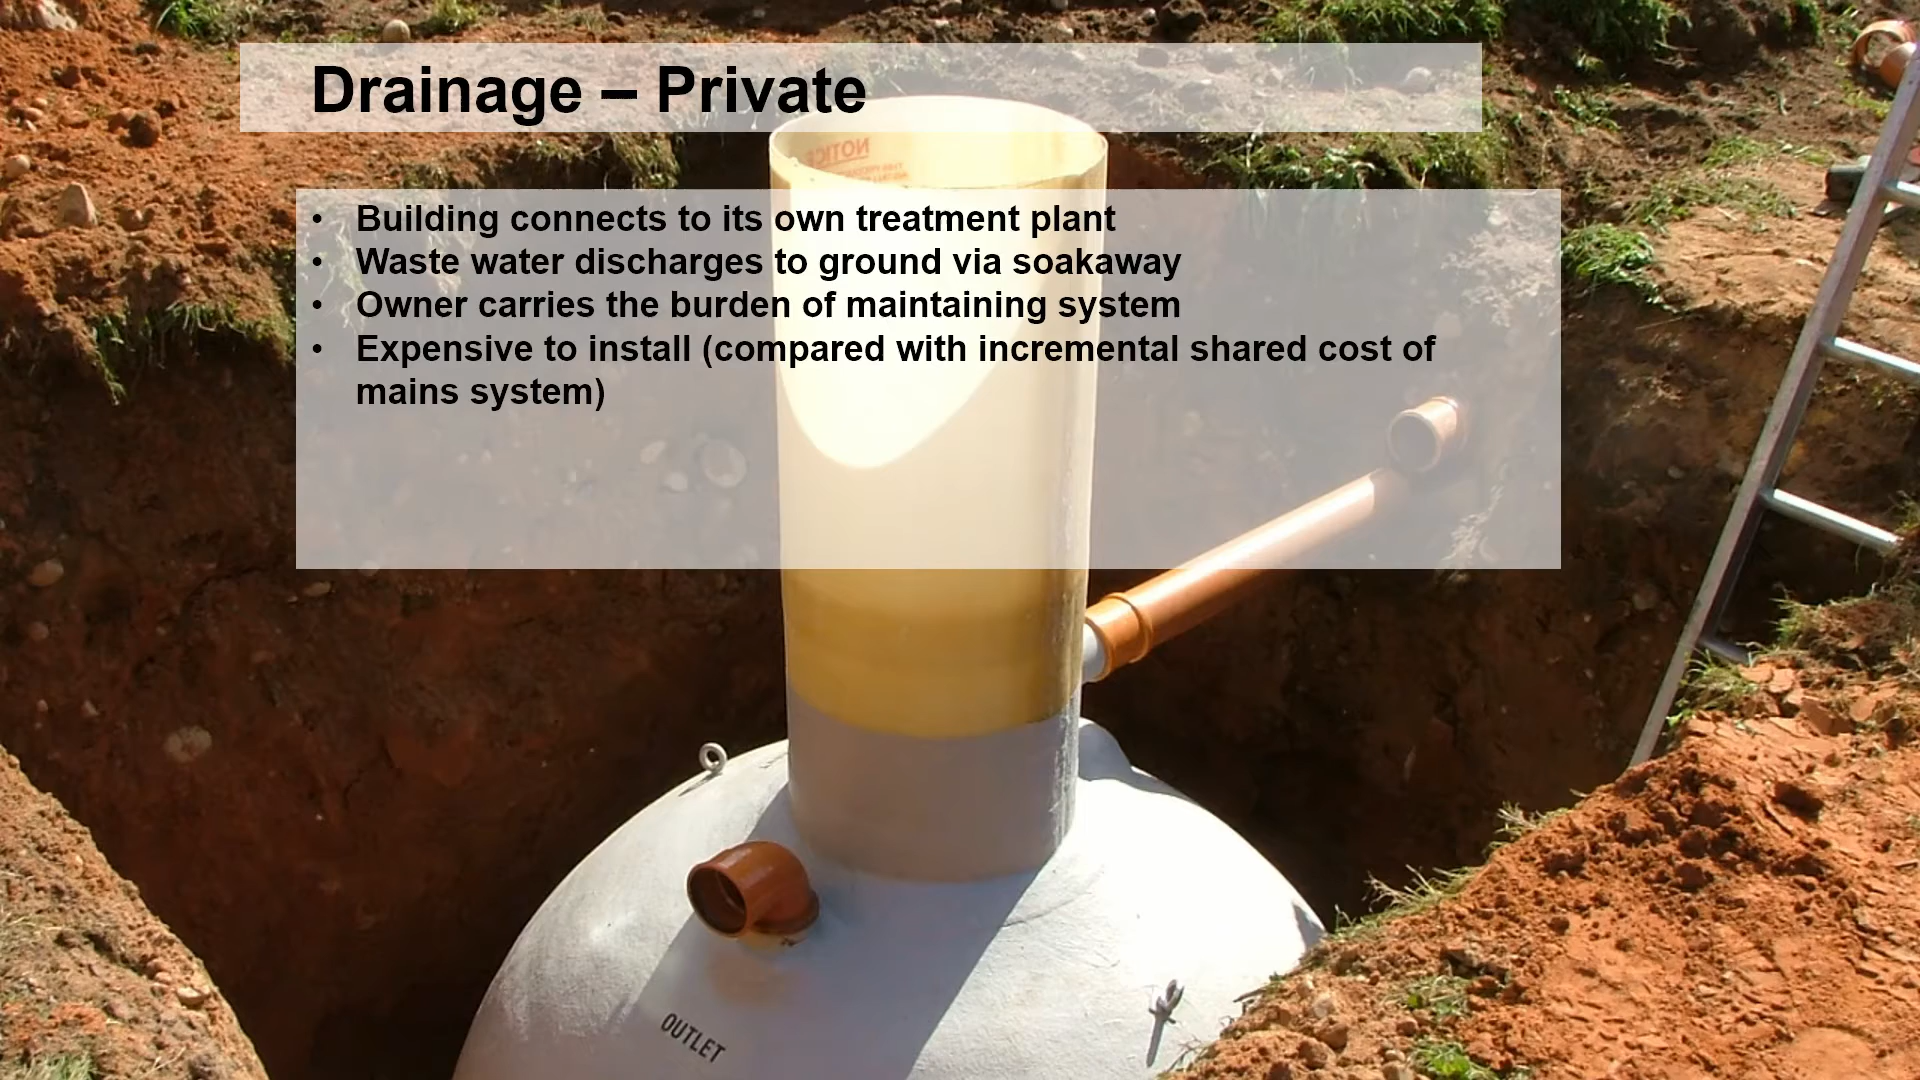 Drainage – Private
NOTICE
• Building connects to its own treatment plant
• Waste water discharges to ground via soakaway
• Owner carries the burden of maintaining system
• Expensive to install (compared with incremental shared cost of
mains system)
OUTLET